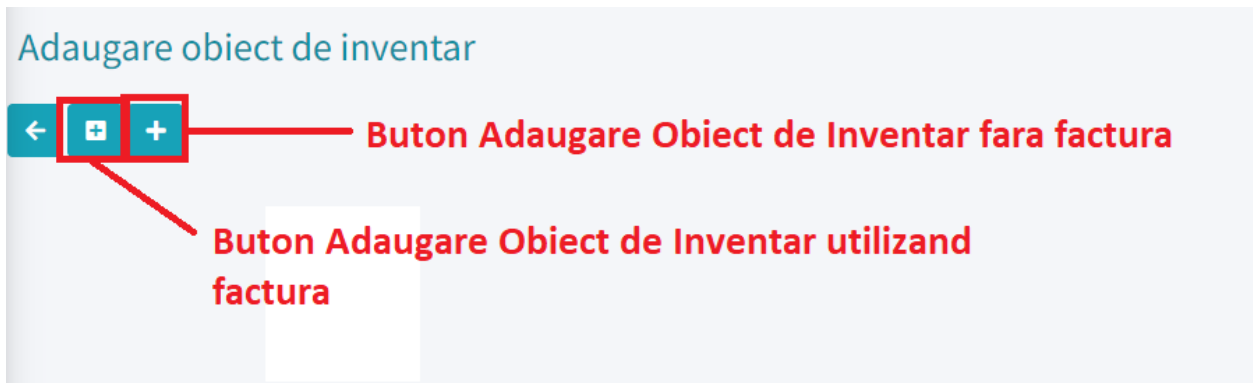 Adaugare obiect de inventar
Buton Adaugare Obiect de Inventar fara factura
Buton Adaugare Obiect de Inventar utilizand
factura